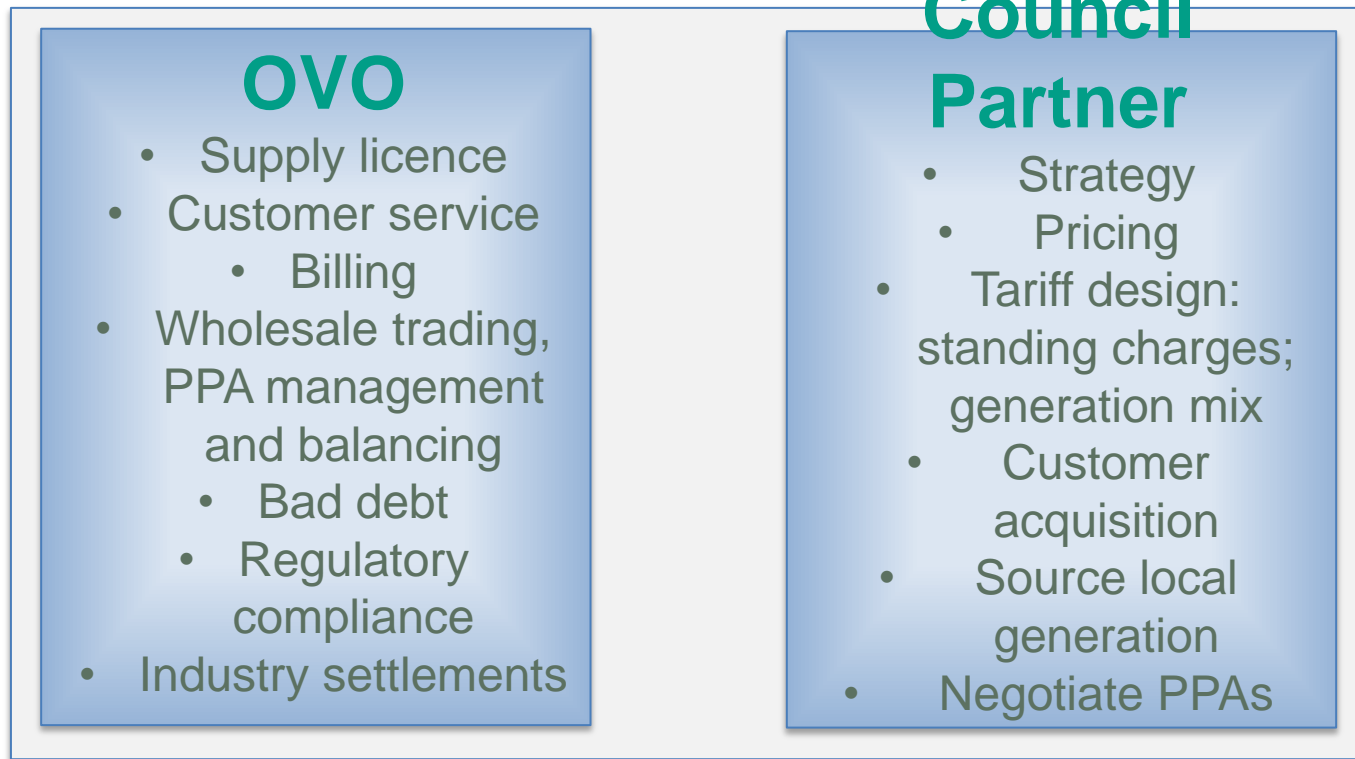 OVO
• Supply licence
• Customer service
• Billing
• Wholesale trading,
PPA management
and balancing
• Bad debt
• Regulatory
compliance
• Industry settlements
Council
Partner
• Strategy
• Pricing
• Tariff design:
standing charges;
generation mix
• Customer
acquisition
• Source local
generation
• Negotiate PPAs